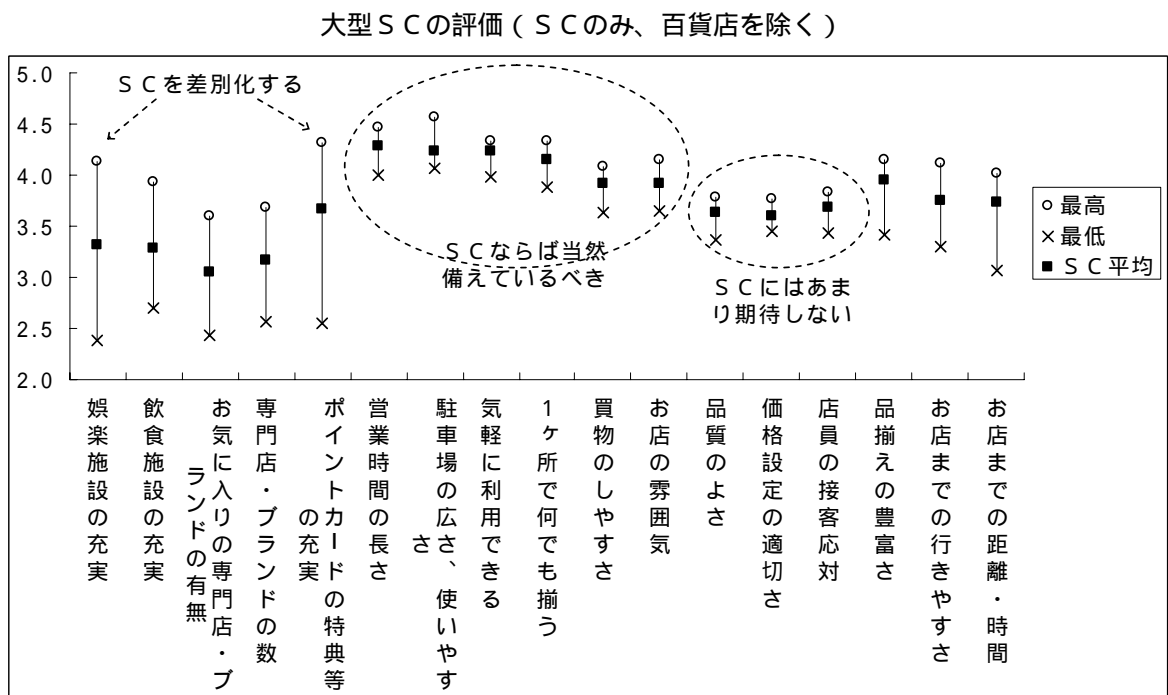 大型ＳＣの評価（ＳＣのみ、百貨店を除く）
5.0
4.5
4.0
3.5
3.0
2.5
2.0
ＳＣを差別化する
ＳＣならば当然
備えているべき
ＳＣにはあま
り期待しない
最高
最低
ＳＣ平均
娯楽施設の充実
飲食施設の充実
お気に入りの専門店・ブ
ランドの有無
専門店・ブランドの数
ポイントカードの特典等
の充実
営業時間の長さ
駐車場の広さ、使いやす
さ
気軽に利用できる
１ヶ所で何でも揃う
買物のしやすさ
お店の雰囲気
品質のよさ
価格設定の適切さ
店員の接客応対
品揃えの豊富さ
お店までの行きやすさ
お店までの距離・時間